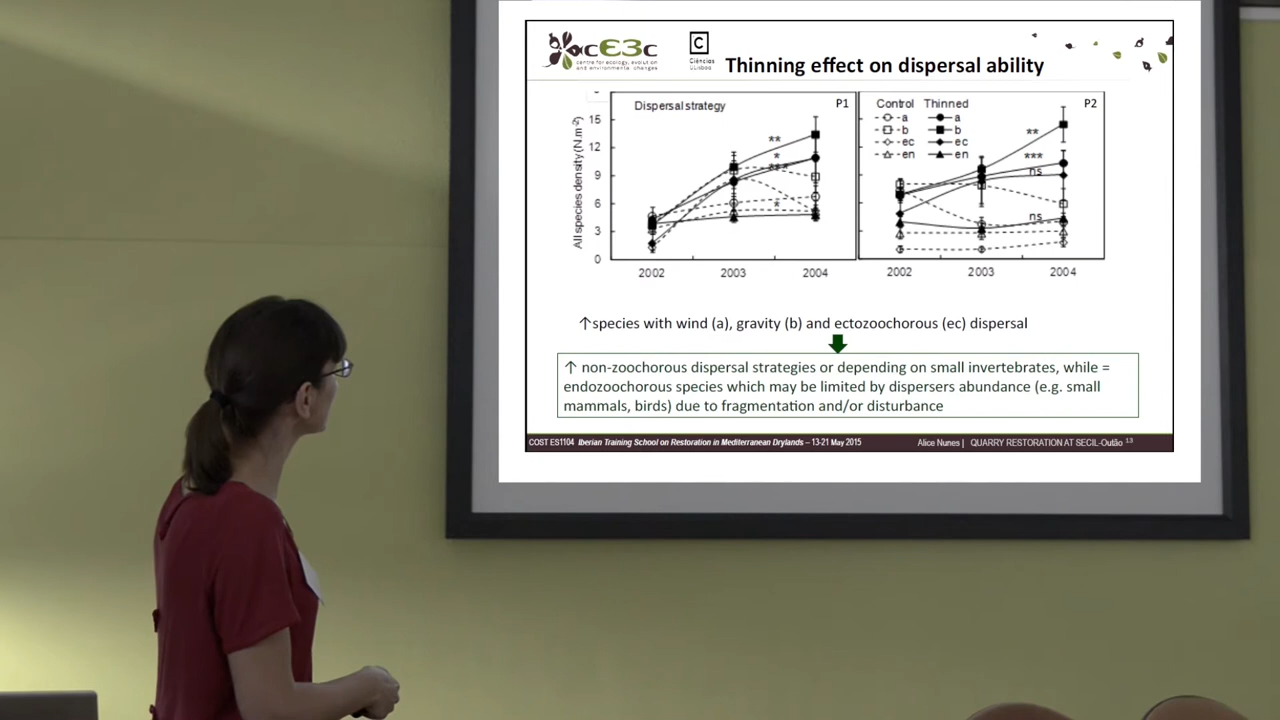 cE3c
centre for ecology, evolution
and environmental changes
C
Ciências
ULisboa
Thinning effect on dispersal ability
Dispersal strategy
P1
All species density (N.m⁻²)
15
12
9
6
3
0
**
*
***
*
2002
2003
2004
Control Thinned
P2
a a
b b
ec ec
en en
**
***
ns
ns
2002
2003
2004
↑species with wind (a), gravity (b) and ectozoochorous (ec) dispersal
↑ non-zoochorous dispersal strategies or depending on small invertebrates, while =
endozoochorous species which may be limited by dispersers abundance (e.g. small
mammals, birds) due to fragmentation and/or disturbance
COST ES1104 Iberian Training School on Restoration in Mediterranean Drylands – 13-21 May 2015
Alice Nunes | QUARRY RESTORATION AT SECIL-Outão 13